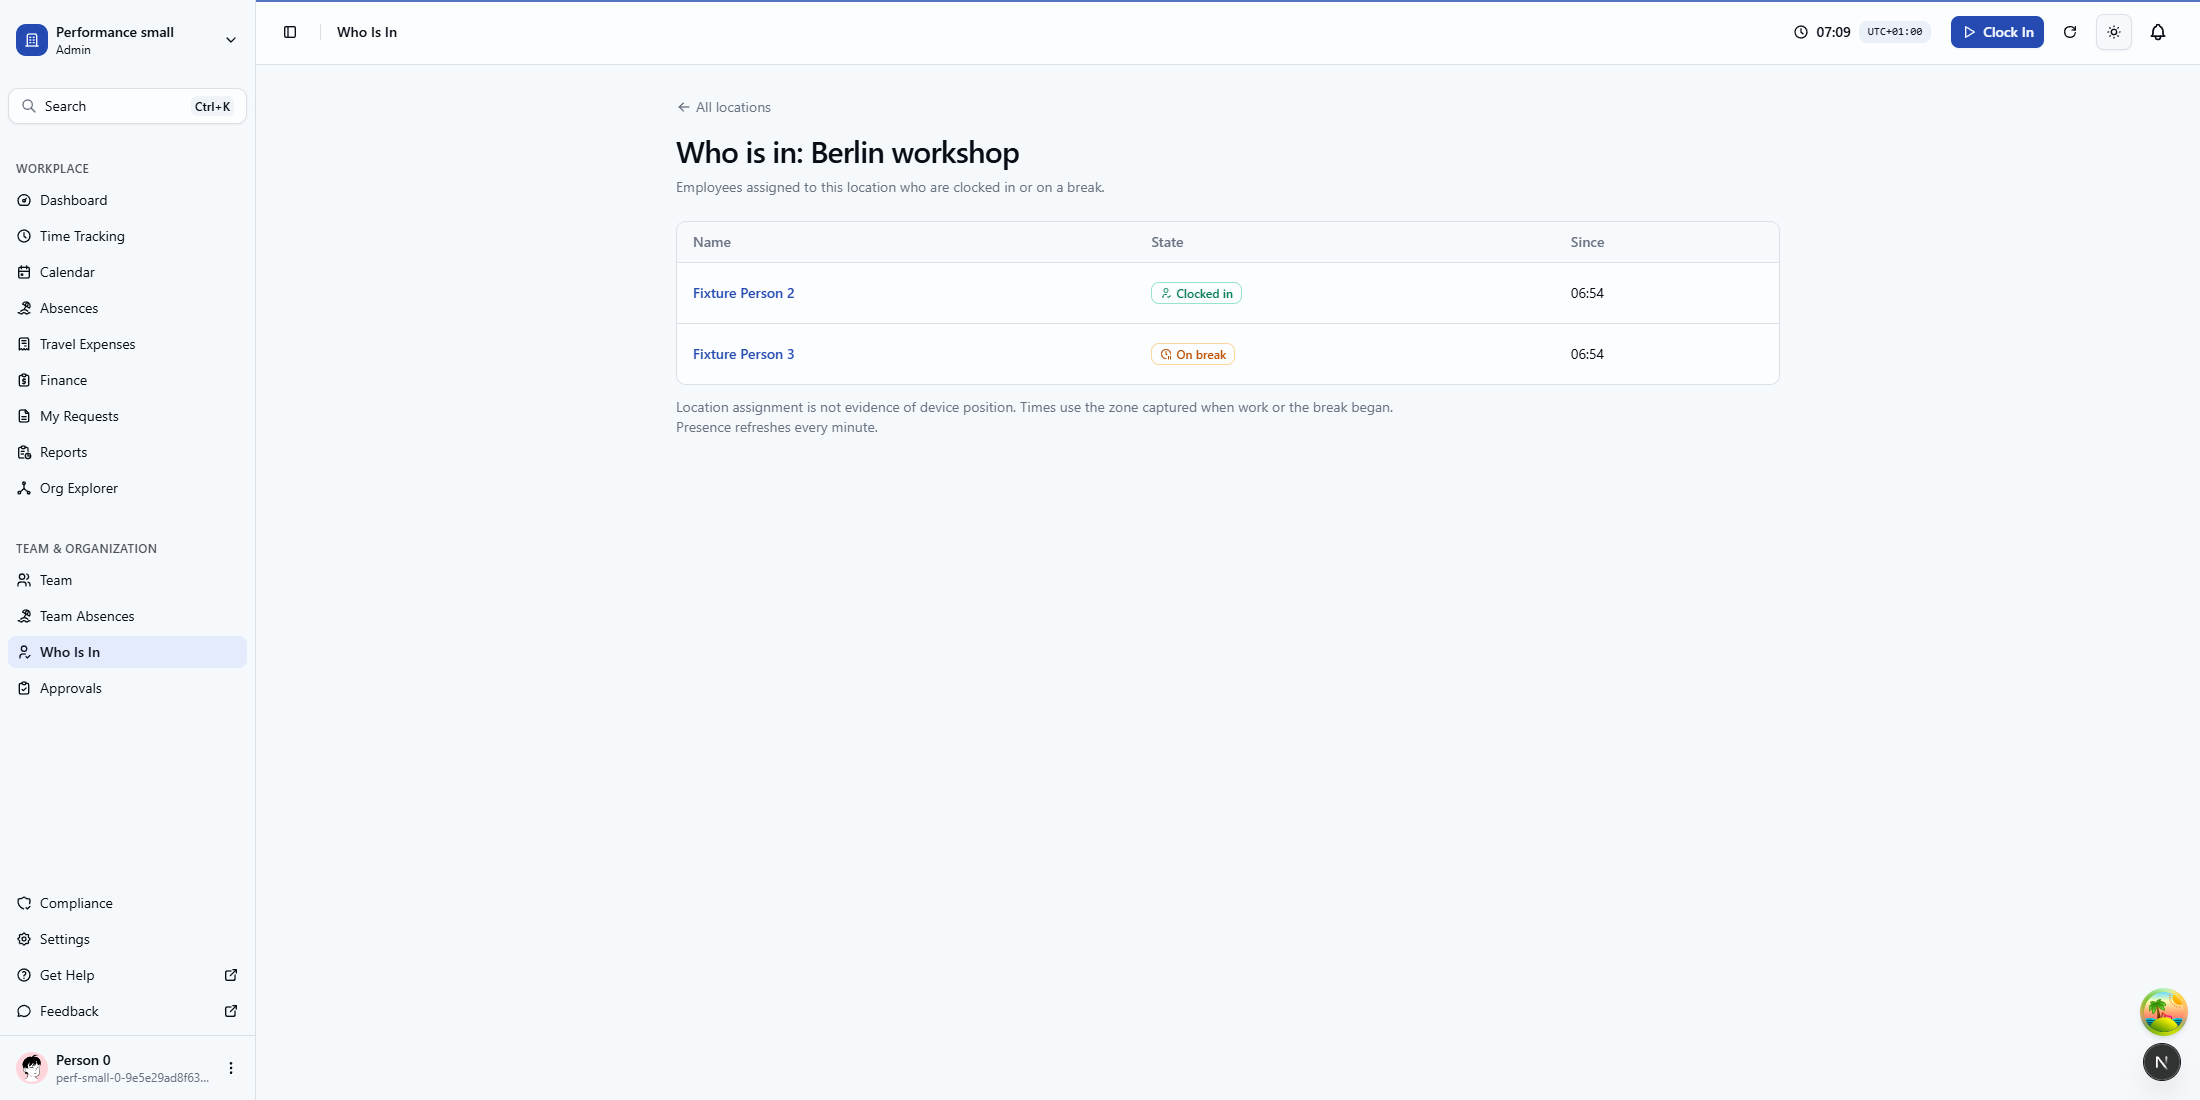 Performance small
Admin
Search
Ctrl+K
WORKPLACE
Dashboard
Time Tracking
Calendar
Absences
Travel Expenses
Finance
My Requests
Reports
Org Explorer
TEAM & ORGANIZATION
Team
Team Absences
Who Is In
Approvals
Compliance
Settings
Get Help
Feedback
Person 0
perf-small-0-9e5e29ad8f63...
Who Is In
07:09 UTC+01:00
Clock In
All locations
Who is in: Berlin workshop
Employees assigned to this location who are clocked in or on a break.
Name State Since
Fixture Person 2 Clocked in 06:54
Fixture Person 3 On break 06:54
Location assignment is not evidence of device position. Times use the zone captured when work or the break began.
Presence refreshes every minute.
N